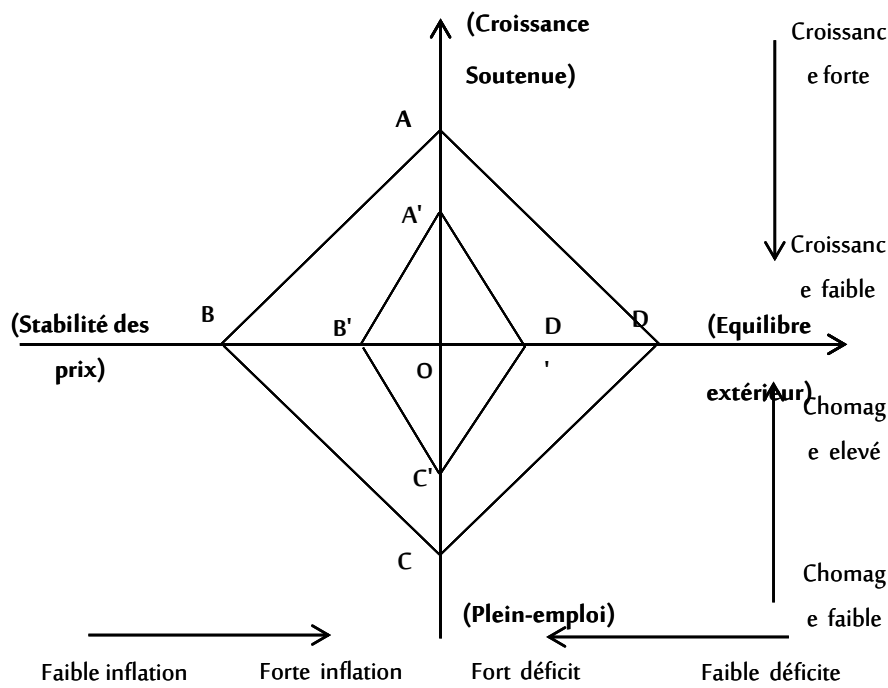 (Croissance
Soutenue)
Croissanc
e forte
A
A'
Croissanc
e faible
(Stabilité des
prix)
B
B'
O
D
'
D
(Equilibre
extérieur)
Chomag
e elevé
C'
C
Chomag
e faible
(Plein-emploi)
Faible inflation
Forte inflation
Fort déficit
Faible déficite